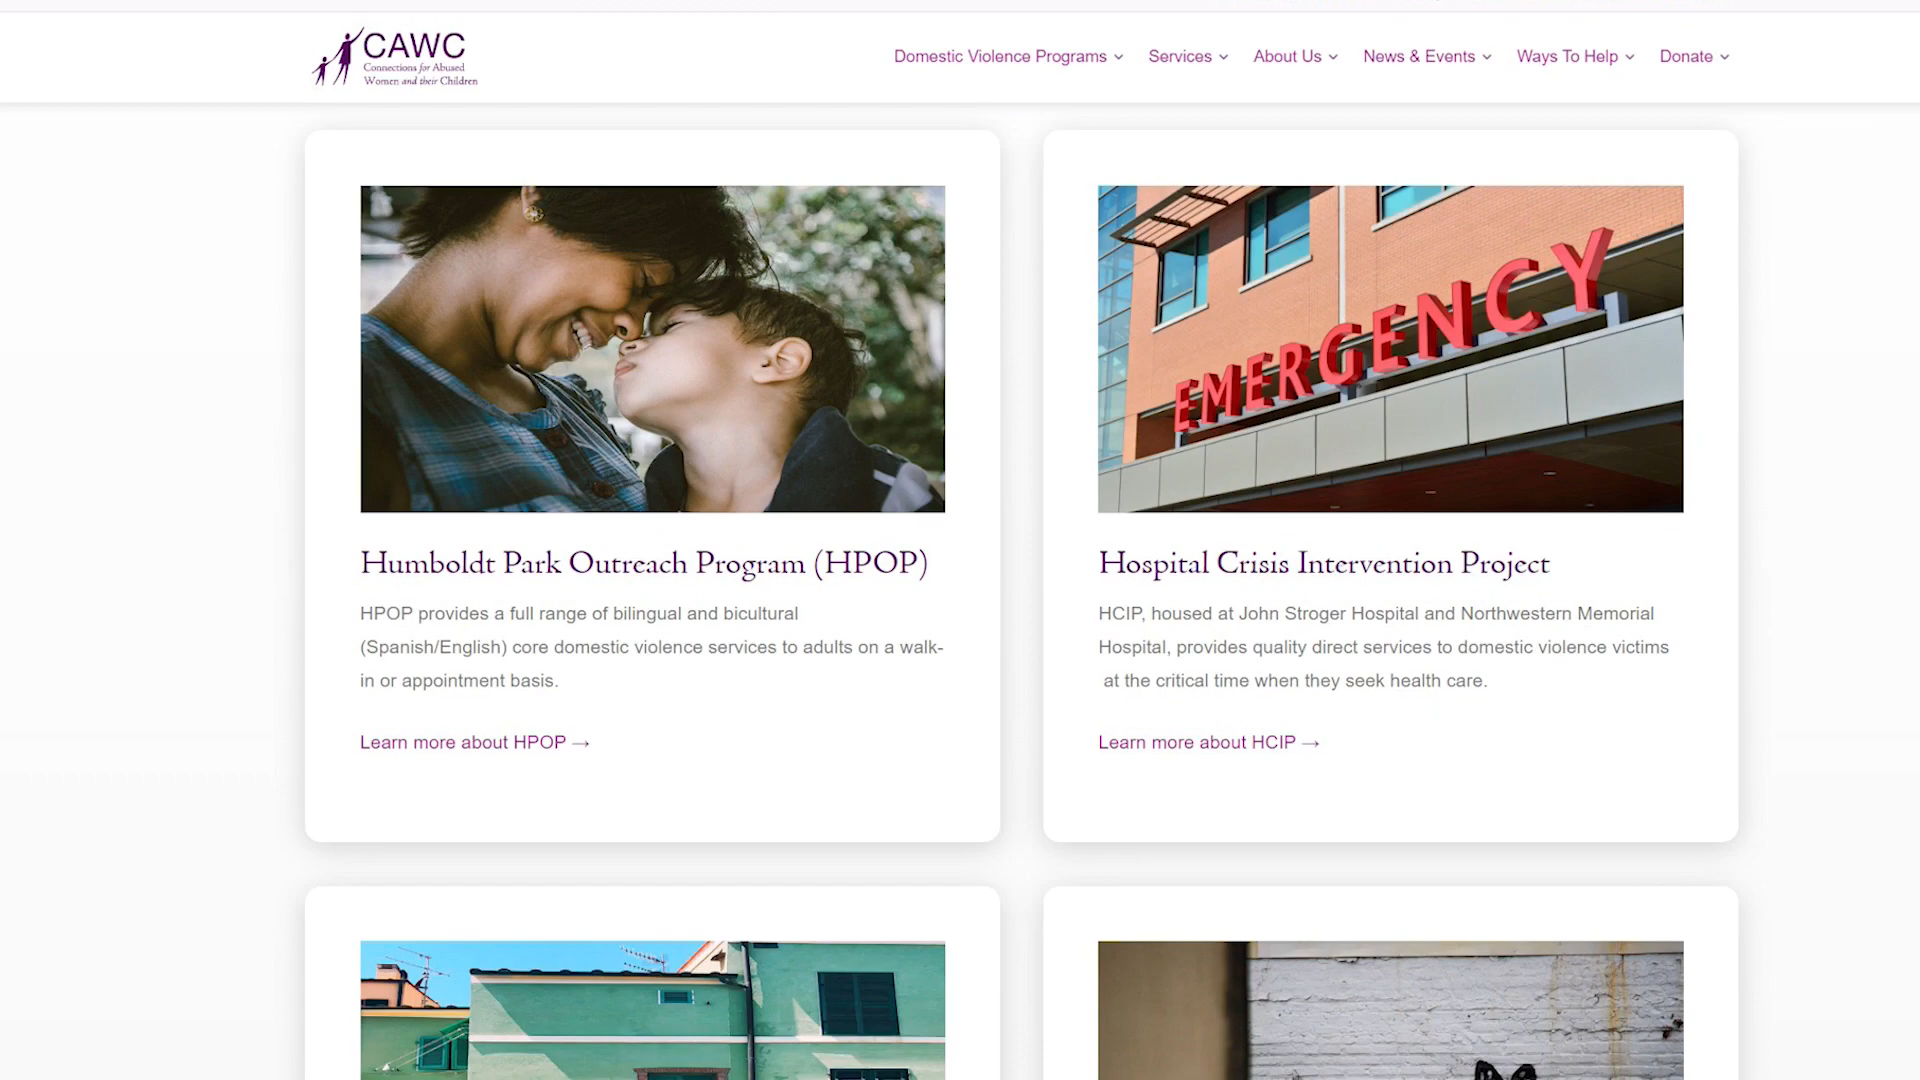 CAWC
Connections for Abused
Women and their Children
Domestic Violence Programs
Services
About Us
News & Events
Ways To Help
Donate
EMERGENCY
Humboldt Park Outreach Program (HPOP)
HPOP provides a full range of bilingual and bicultural
(Spanish/English) core domestic violence services to adults on a walk-
in or appointment basis.
Learn more about HPOP →
Hospital Crisis Intervention Project
HCIP, housed at John Stroger Hospital and Northwestern Memorial
Hospital, provides quality direct services to domestic violence victims
at the critical time when they seek health care.
Learn more about HCIP →